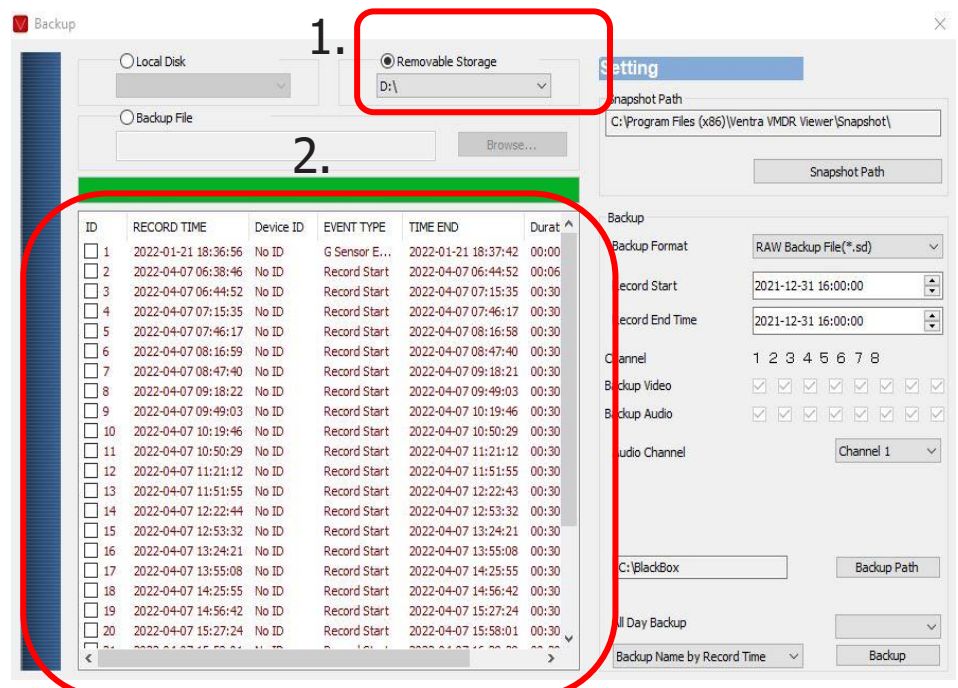 Backup
1.
Local Disk
Removable Storage
D:\
Backup File
Browse...
2.
ID RECORD TIME Device ID EVENT TYPE TIME END Durat
1 2022-01-21 18:36:56 No ID G Sensor E... 2022-01-21 18:37:42 00:00
2 2022-04-07 06:38:46 No ID Record Start 2022-04-07 06:44:52 00:06
3 2022-04-07 06:44:52 No ID Record Start 2022-04-07 07:15:35 00:30
4 2022-04-07 07:15:35 No ID Record Start 2022-04-07 07:46:17 00:30
5 2022-04-07 07:46:17 No ID Record Start 2022-04-07 08:16:58 00:30
6 2022-04-07 08:16:59 No ID Record Start 2022-04-07 08:47:40 00:30
7 2022-04-07 08:47:40 No ID Record Start 2022-04-07 09:18:21 00:30
8 2022-04-07 09:18:22 No ID Record Start 2022-04-07 09:49:03 00:30
9 2022-04-07 09:49:03 No ID Record Start 2022-04-07 10:19:46 00:30
10 2022-04-07 10:19:46 No ID Record Start 2022-04-07 10:50:29 00:30
11 2022-04-07 10:50:29 No ID Record Start 2022-04-07 11:21:12 00:30
12 2022-04-07 11:21:12 No ID Record Start 2022-04-07 11:51:55 00:30
13 2022-04-07 11:51:55 No ID Record Start 2022-04-07 12:22:43 00:30
14 2022-04-07 12:22:44 No ID Record Start 2022-04-07 12:53:32 00:30
15 2022-04-07 12:53:32 No ID Record Start 2022-04-07 13:24:21 00:30
16 2022-04-07 13:24:21 No ID Record Start 2022-04-07 13:55:08 00:30
17 2022-04-07 13:55:08 No ID Record Start 2022-04-07 14:25:55 00:30
18 2022-04-07 14:25:55 No ID Record Start 2022-04-07 14:56:42 00:30
19 2022-04-07 14:56:42 No ID Record Start 2022-04-07 15:27:24 00:30
20 2022-04-07 15:27:24 No ID Record Start 2022-04-07 15:58:01 00:30
Setting
Snapshot Path
C:\Program Files (x86)\Ventra VMDR Viewer\Snapshot\
Snapshot Path
Backup
Backup Format RAW Backup File(*.sd)
Record Start 2021-12-31 16:00:00
Record End Time 2021-12-31 16:00:00
Channel 1 2 3 4 5 6 7 8
Backup Video
Backup Audio
Audio Channel Channel 1
C:\BlackBox Backup Path
All Day Backup
Backup Name by Record Time Backup